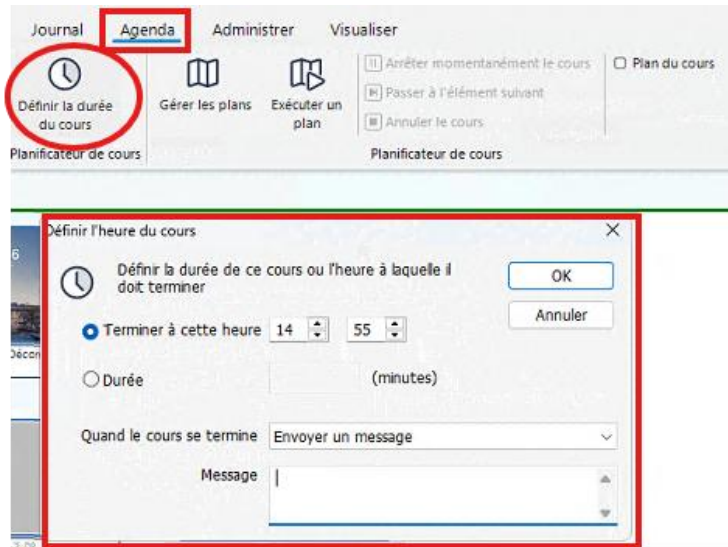 Journal Agenda Administrer Visualiser
Définir la durée
du cours
Gérer les plans
Exécuter un
plan
Arrêter momentanément le cours
Passer à l'élément suivant
Annuler le cours
Plan du cours
Planificateur de cours
Planificateur de cours
Définir l'heure du cours
Définir la durée de ce cours ou l'heure à laquelle il
doit terminer
OK
Annuler
Terminer à cette heure 14 55
Durée (minutes)
Quand le cours se termine Envoyer un message
Message
6